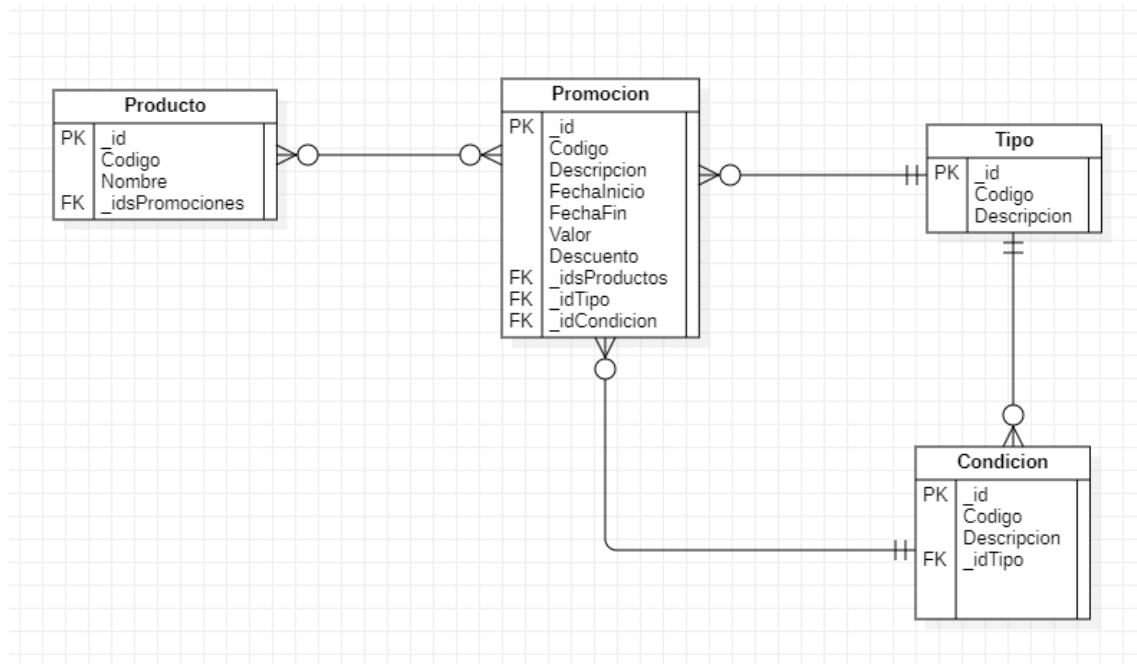 Producto
PK _id
Codigo
Nombre
FK _idsPromociones
Promocion
PK _id
Codigo
Descripcion
FechaInicio
FechaFin
Valor
Descuento
FK _idsProductos
FK _idTipo
FK _idCondicion
Tipo
PK _id
Codigo
Descripcion
Condicion
PK _id
Codigo
Descripcion
FK _idTipo